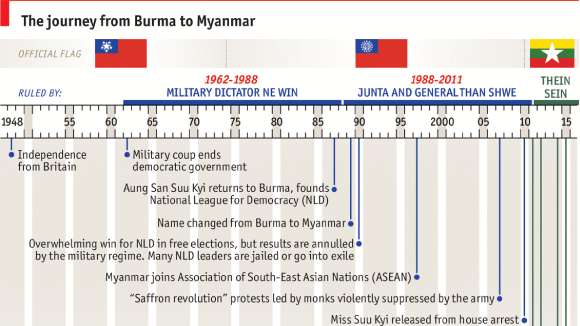 The journey from Burma to Myanmar
OFFICIAL FLAG
RULED BY:
1962-1988
MILITARY DICTATOR NE WIN
1988-2011
JUNTA AND GENERAL THAN SHWE
THEIN
SEIN
1948 55 60 65 70 75 80 85 90 95 2000 05 10 15
Independence
from Britain
Military coup ends
democratic government
Aung San Suu Kyi returns to Burma, founds
National League for Democracy (NLD)
Name changed from Burma to Myanmar
Overwhelming win for NLD in free elections, but results are annulled
by the military regime. Many NLD leaders are jailed or go into exile
Myanmar joins Association of South-East Asian Nations (ASEAN)
“Saffron revolution” protests led by monks violently suppressed by the army
Miss Suu Kyi released from house arrest